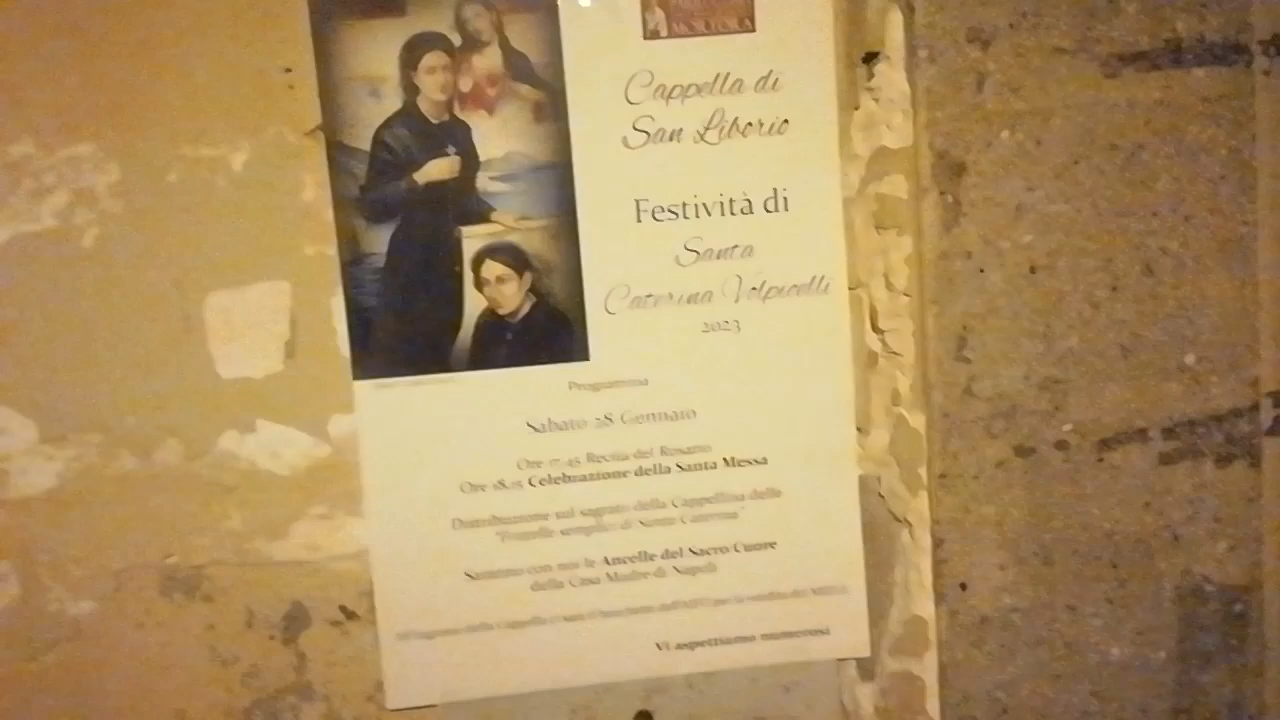 Cappella di
San Liborio
Festività di
Santa
Caterina Volpicelli
2023
Programma
Sabato 28 Gennaio
Ore 17.45 Recita del Rosario
Ore 18.15 Celebrazione della Santa Messa
Distribuzione sul sagrato della Cappellina delle
di Santa Caterina"
Saranno con noi le Ancelle del Sacro Cuore
della Casa Madre di Napoli
della Cappella
Vi aspettiamo numerosi